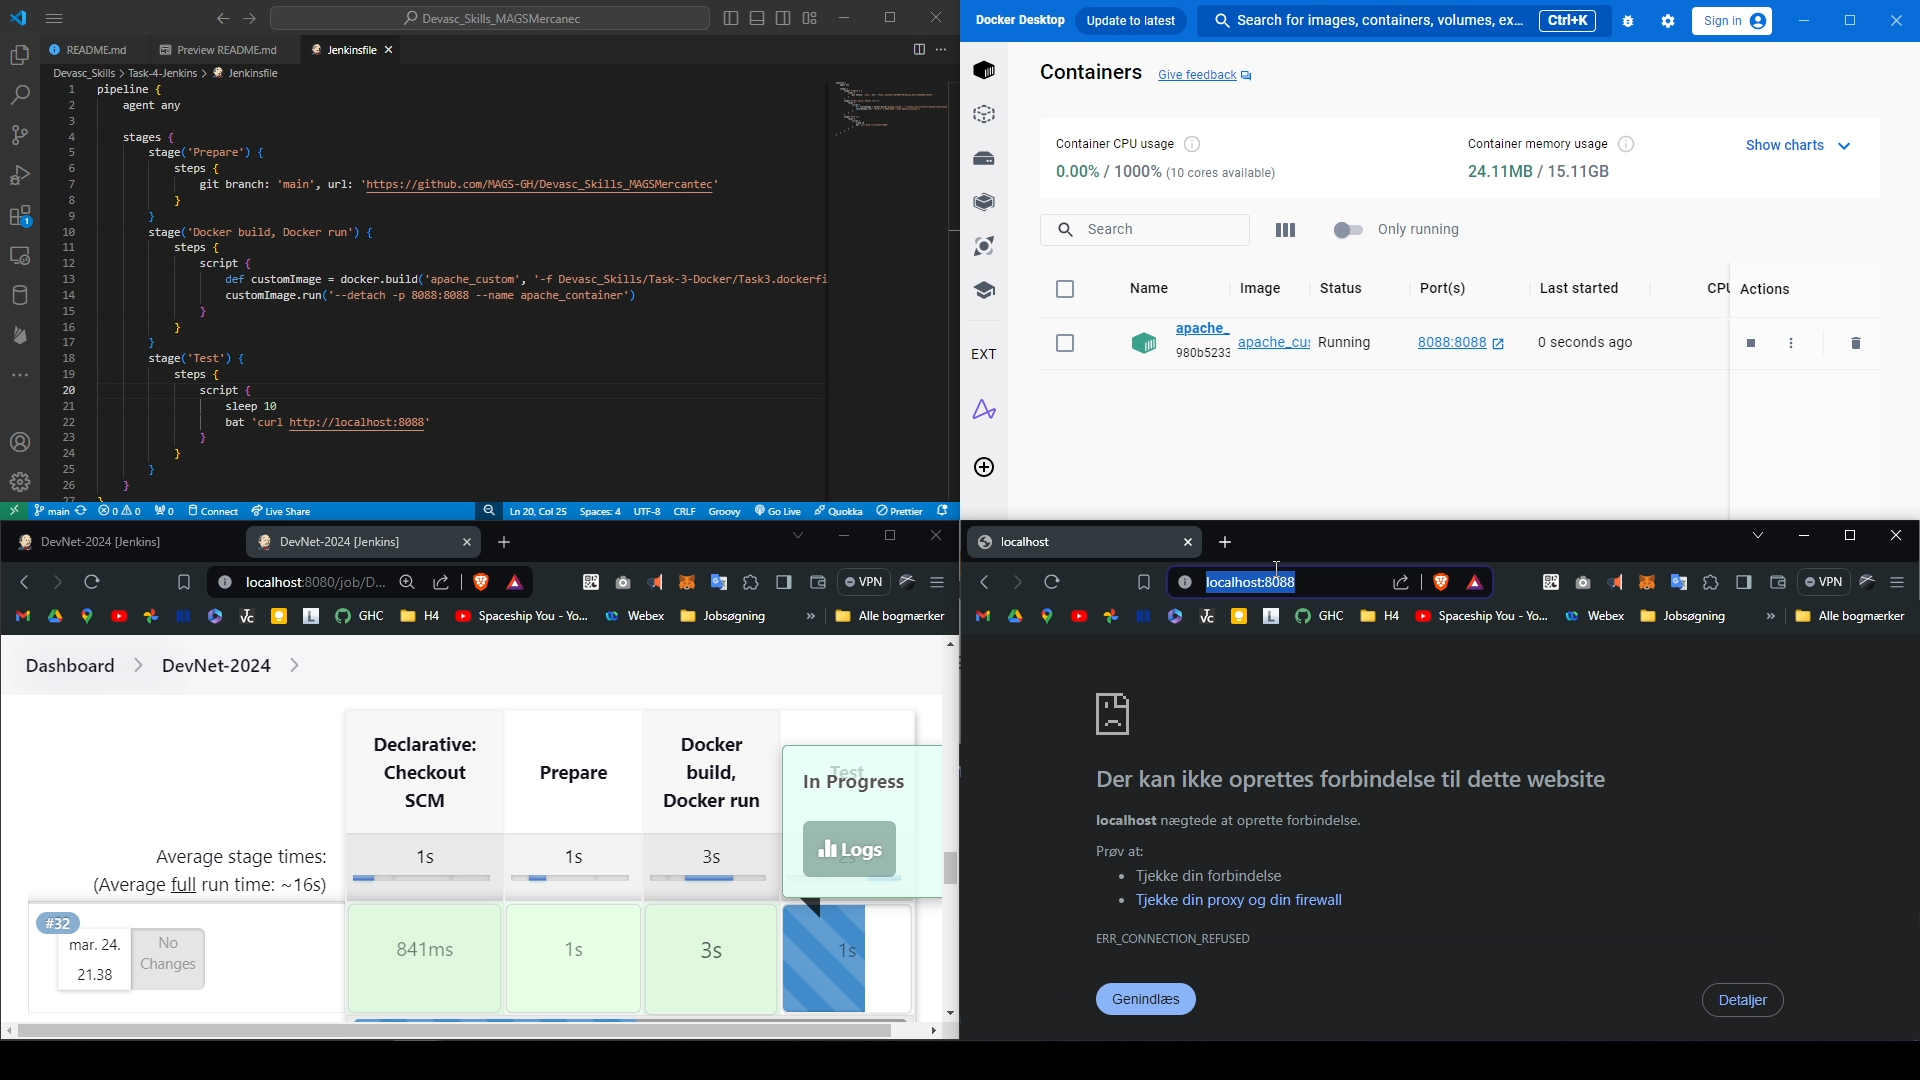 Devasc_Skills_MAGSMercanec
README.md
Preview README.md
Jenkinsfile
Devasc_Skills > Task-4-Jenkins > Jenkinsfile
1 pipeline {
2 agent any
3
4 stages {
5 stage('Prepare') {
6 steps {
7 git branch: 'main', url: 'https://github.com/MAGS-GH/Devasc_Skills_MAGSMercantec'
8 }
9 }
10 stage('Docker build, Docker run') {
11 steps {
12 script {
13 def customImage = docker.build('apache_custom', '-f Devasc_Skills/Task-3-Docker/Task3.dockerfi
14 customImage.run('--detach -p 8088:8088 --name apache_container')
15 }
16 }
17 }
18 stage('Test') {
19 steps {
20 script {
21 sleep 10
22 bat 'curl http://localhost:8088'
23 }
24 }
25 }
26 }
27 }
1
main 0 0 0 Connect Live Share Ln 20, Col 25 Spaces: 4 UTF-8 CRLF Groovy Go Live Quokka Prettier
Docker Desktop Update to latest Search for images, containers, volumes, ex... Ctrl+K Sign in
Containers Give feedback
Container CPU usage
0.00% / 1000% (10 cores available)
Container memory usage
24.11MB / 15.11GB
Show charts
Search
Only running
Name Image Status Port(s) Last started CPU Actions
apache_
980b5233
apache_cus Running 8088:8088 0 seconds ago
EXT
DevNet-2024 [Jenkins]
DevNet-2024 [Jenkins]
localhost:8080/job/D...
VPN
GHC H4 Spaceship You - Yo... Webex Jobsøgning » Alle bogmærker
Dashboard > DevNet-2024 >
Declarative:
Checkout
SCM
Prepare
Docker
build,
Docker run
Test
In Progress
Logs
Average stage times:
(Average full run time: ~16s)
1s 1s 3s 2s
#32
mar. 24.
21.38
No
Changes
841ms 1s 3s 1s
localhost
localhost:8088
VPN
GHC H4 Spaceship You - Yo... Webex Jobsøgning » Alle bogmærker
Der kan ikke oprettes forbindelse til dette website
localhost nægtede at oprette forbindelse.
Prøv at:
• Tjekke din forbindelse
• Tjekke din proxy og din firewall
ERR_CONNECTION_REFUSED
Genindlæs
Detaljer